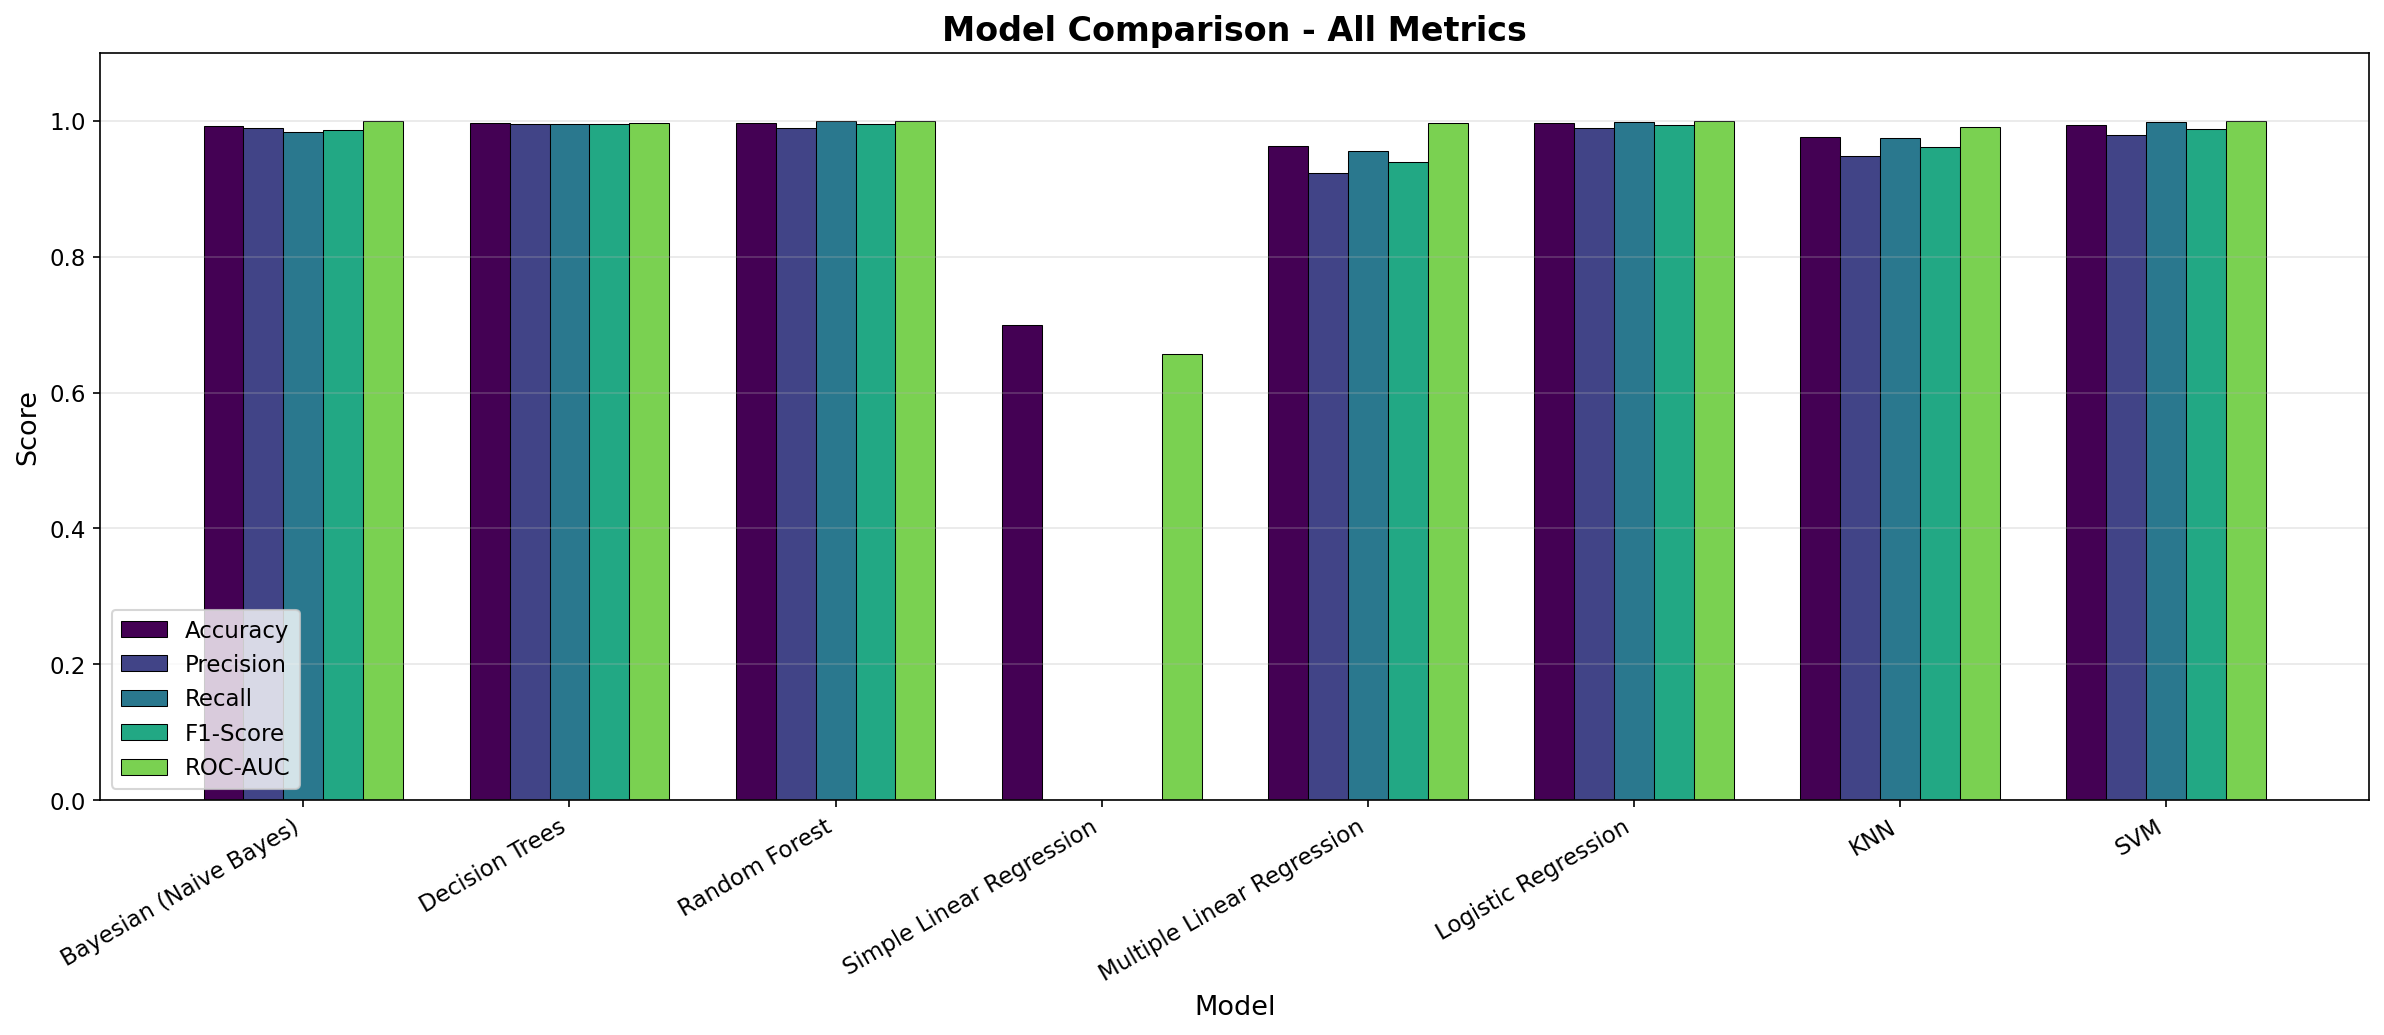 Model Comparison - All Metrics
Score
1.0
0.8
0.6
0.4
0.2
0.0
Accuracy
Precision
Recall
F1-Score
ROC-AUC
Bayesian (Naive Bayes)
Decision Trees
Random Forest
Simple Linear Regression
Multiple Linear Regression
Logistic Regression
KNN
SVM
Model